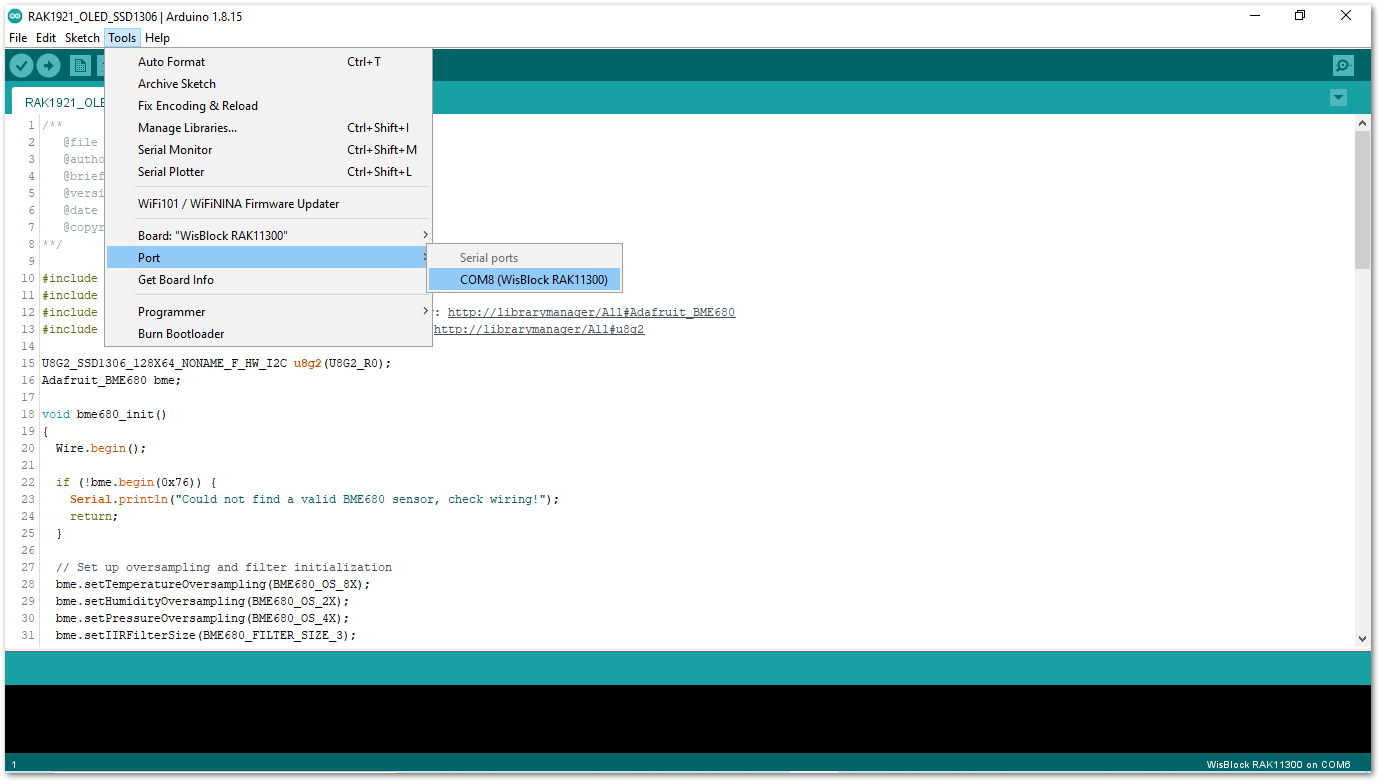 RAK1921_OLED_SSD1306 | Arduino 1.8.15
File Edit Sketch Tools Help
Auto Format Ctrl+T
Archive Sketch
Fix Encoding & Reload
Manage Libraries... Ctrl+Shift+I
Serial Monitor Ctrl+Shift+M
Serial Plotter Ctrl+Shift+L
WiFi101 / WiFiNINA Firmware Updater
Board: "WisBlock RAK11300"
Port
Get Board Info
Programmer
Burn Bootloader
Serial ports
COM8 (WisBlock RAK11300)
RAK1921_OLE
1 /**
2 @file
3 @autho
4 @brief
5 @versi
6 @date
7 @copyr
8 **/
9
10 #include
11 #include
12 #include : http://librarymanager/All#Adafruit_BME680
13 #include http://librarymanager/All#u8g2
14
15 U8G2_SSD1306_128X64_NONAME_F_HW_I2C u8g2(U8G2_R0);
16 Adafruit_BME680 bme;
17
18 void bme680_init()
19 {
20 Wire.begin();
21
22 if (!bme.begin(0x76)) {
23 Serial.println("Could not find a valid BME680 sensor, check wiring!");
24 return;
25 }
26
27 // Set up oversampling and filter initialization
28 bme.setTemperatureOversampling(BME680_OS_8X);
29 bme.setHumidityOversampling(BME680_OS_2X);
30 bme.setPressureOversampling(BME680_OS_4X);
31 bme.setIIRFilterSize(BME680_FILTER_SIZE_3);
1 WisBlock RAK11300 on COM6